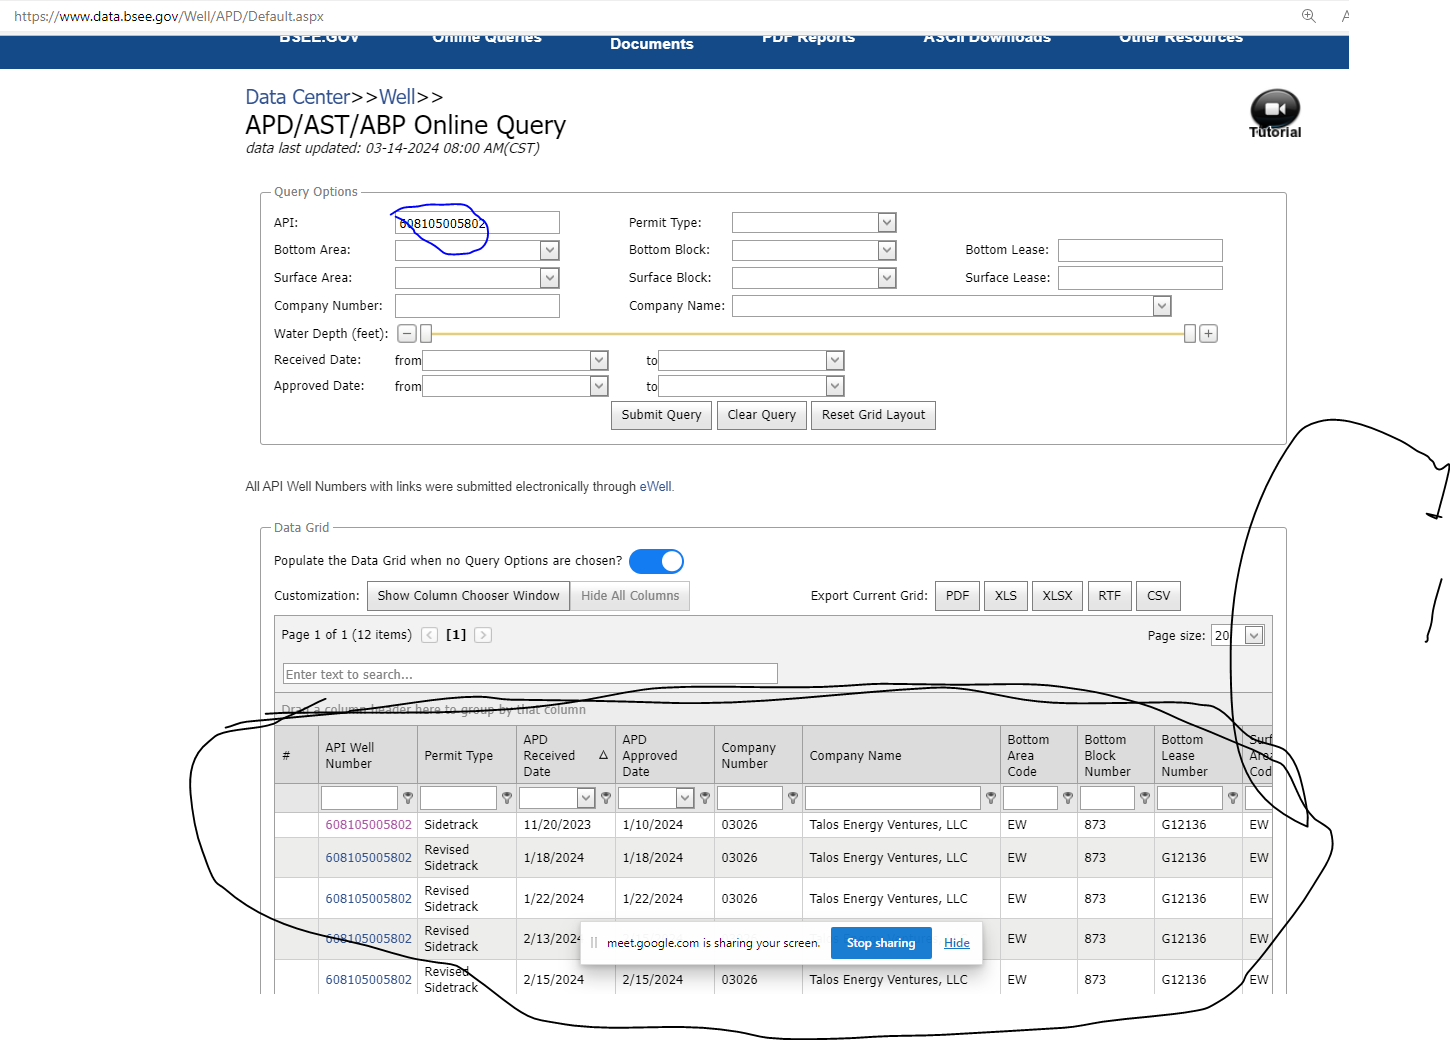 https://www.data.bsee.gov/Well/APD/Default.aspx
BSEE.GOV Online Queries Documents PDF Reports ASCII Downloads Other Resources
Data Center>>Well>>
APD/AST/ABP Online Query
data last updated: 03-14-2024 08:00 AM(CST)
Tutorial
Query Options
API: 608105005802 Permit Type:
Bottom Area: Bottom Block: Bottom Lease:
Surface Area: Surface Block: Surface Lease:
Company Number: Company Name:
Water Depth (feet):
Received Date: from to
Approved Date: from to
Submit Query Clear Query Reset Grid Layout
All API Well Numbers with links were submitted electronically through eWell.
Data Grid
Populate the Data Grid when no Query Options are chosen?
Customization: Show Column Chooser Window Hide All Columns Export Current Grid: PDF XLS XLSX RTF CSV
Page 1 of 1 (12 items) [1] Page size: 20
Enter text to search...
Drag a column header here to group by that column
# API Well Number Permit Type APD Received Date APD Approved Date Company Number Company Name Bottom Area Code Bottom Block Number Bottom Lease Number Surf Area Cod
608105005802 Sidetrack 11/20/2023 1/10/2024 03026 Talos Energy Ventures, LLC EW 873 G12136 EW
608105005802 Revised Sidetrack 1/18/2024 1/18/2024 03026 Talos Energy Ventures, LLC EW 873 G12136 EW
608105005802 Revised Sidetrack 1/22/2024 1/22/2024 03026 Talos Energy Ventures, LLC EW 873 G12136 EW
608105005802 Revised Sidetrack 2/13/2024 EW 873 G12136 EW
meet.google.com is sharing your screen. Stop sharing Hide
608105005802 Revised Sidetrack 2/15/2024 2/15/2024 03026 Talos Energy Ventures, LLC EW 873 G12136 EW